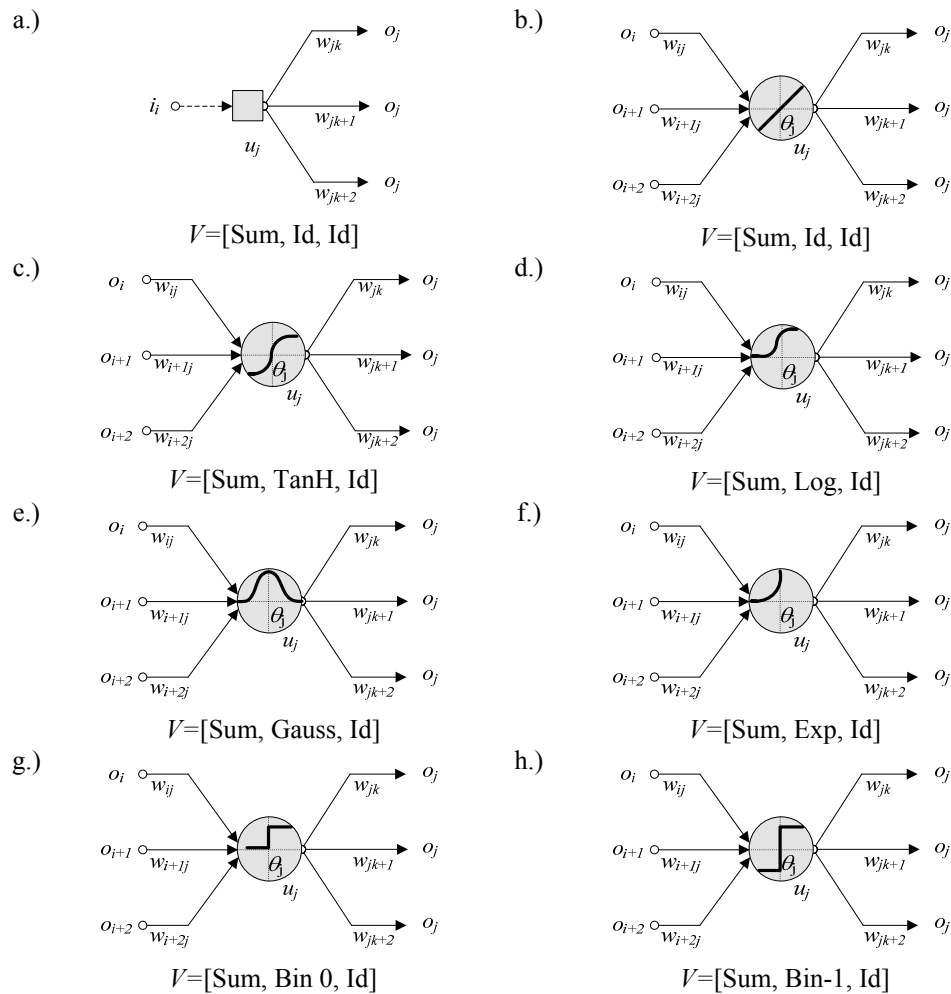 a.)
i_i
w_jk
o_j
w_jk+1
o_j
u_j
w_jk+2
o_j
V=[Sum, Id, Id]
b.)
o_i
w_ij
w_jk
o_j
o_i+1
w_i+1j
θ_j
w_jk+1
o_j
u_j
o_i+2
w_i+2j
w_jk+2
o_j
V=[Sum, Id, Id]
c.)
o_i
w_ij
w_jk
o_j
o_i+1
w_i+1j
θ_j
w_jk+1
o_j
u_j
o_i+2
w_i+2j
w_jk+2
o_j
V=[Sum, TanH, Id]
d.)
o_i
w_ij
w_jk
o_j
o_i+1
w_i+1j
θ_j
w_jk+1
o_j
u_j
o_i+2
w_i+2j
w_jk+2
o_j
V=[Sum, Log, Id]
e.)
o_i
w_ij
w_jk
o_j
o_i+1
w_i+1j
θ_j
w_jk+1
o_j
u_j
o_i+2
w_i+2j
w_jk+2
o_j
V=[Sum, Gauss, Id]
f.)
o_i
w_ij
w_jk
o_j
o_i+1
w_i+1j
θ_j
w_jk+1
o_j
u_j
o_i+2
w_i+2j
w_jk+2
o_j
V=[Sum, Exp, Id]
g.)
o_i
w_ij
w_jk
o_j
o_i+1
w_i+1j
θ_j
w_jk+1
o_j
u_j
o_i+2
w_i+2j
w_jk+2
o_j
V=[Sum, Bin 0, Id]
h.)
o_i
w_ij
w_jk
o_j
o_i+1
w_i+1j
θ_j
w_jk+1
o_j
u_j
o_i+2
w_i+2j
w_jk+2
o_j
V=[Sum, Bin-1, Id]